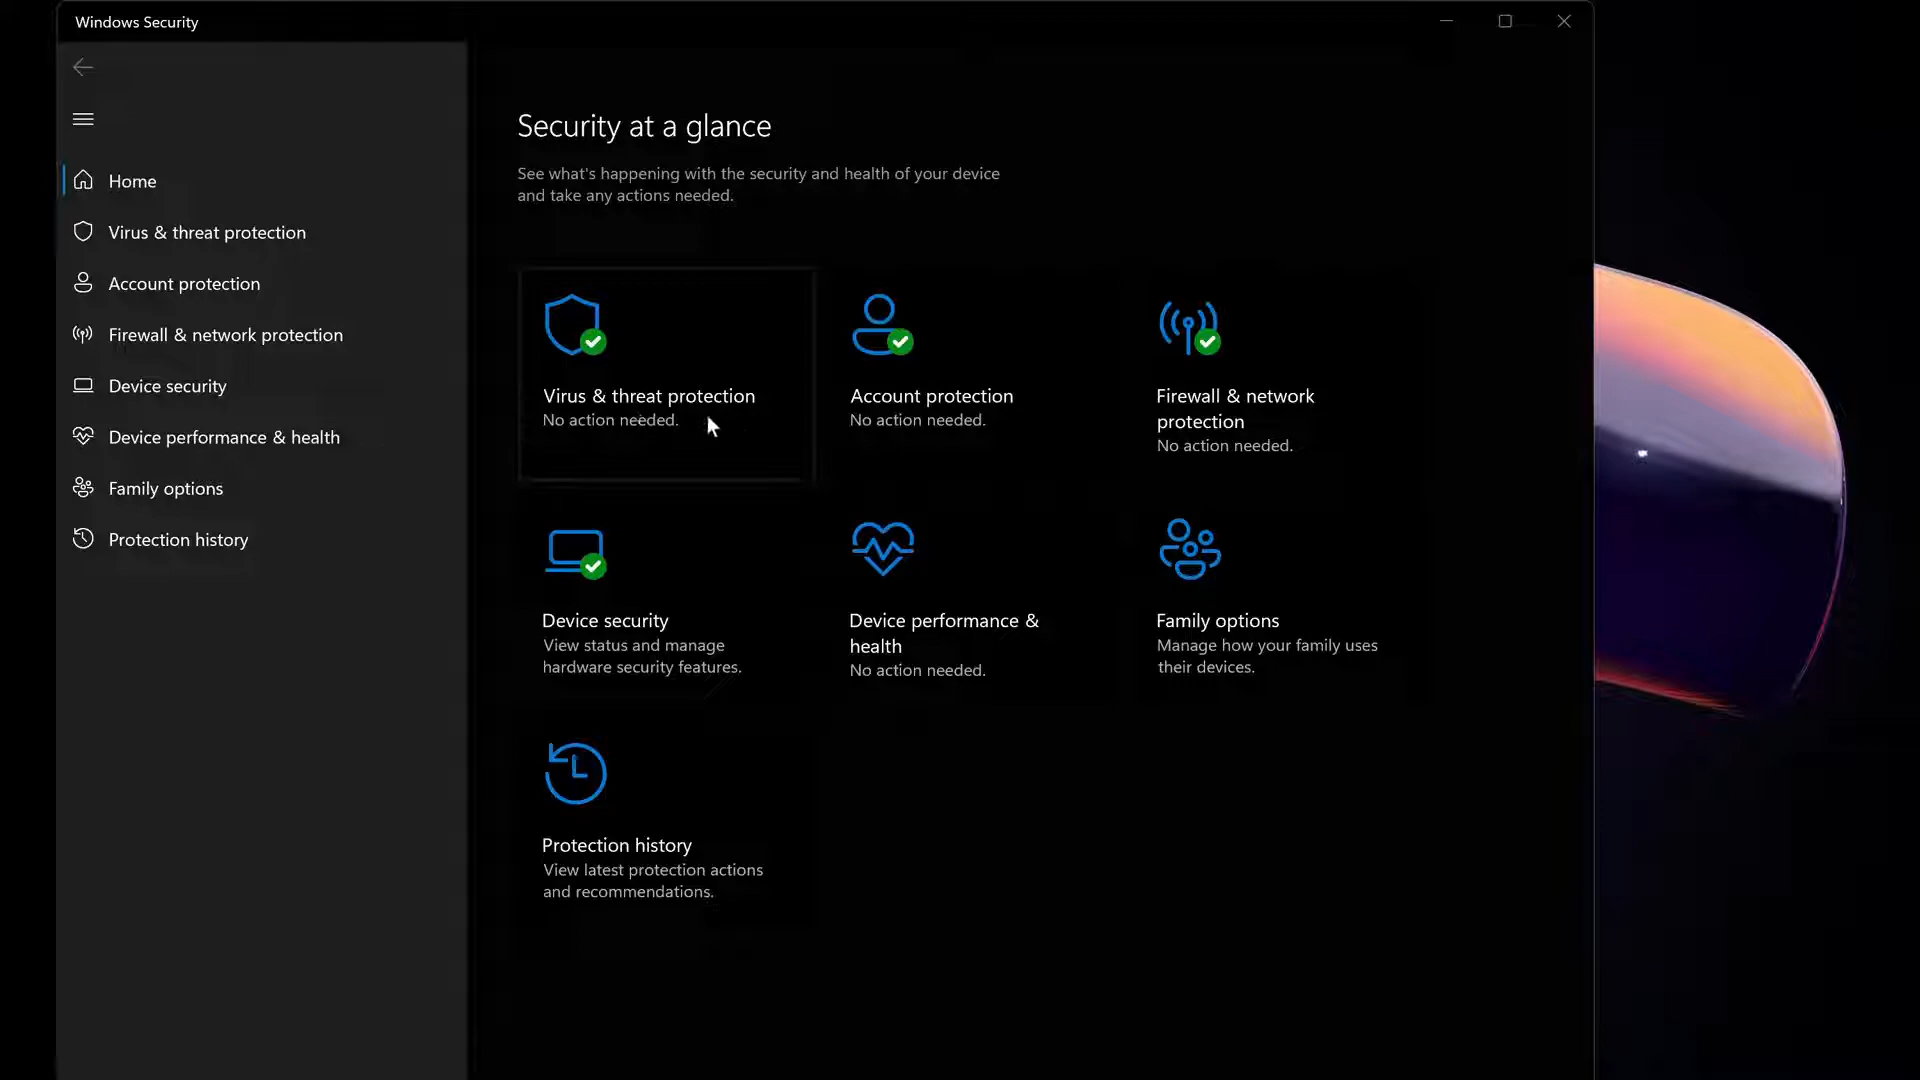 Windows Security
Home
Virus & threat protection
Account protection
Firewall & network protection
Device security
Device performance & health
Family options
Protection history
Security at a glance
See what's happening with the security and health of your device
and take any actions needed.
Virus & threat protection
No action needed.
Account protection
No action needed.
Firewall & network
protection
No action needed.
Device security
View status and manage
hardware security features.
Device performance &
health
No action needed.
Family options
Manage how your family uses
their devices.
Protection history
View latest protection actions
and recommendations.